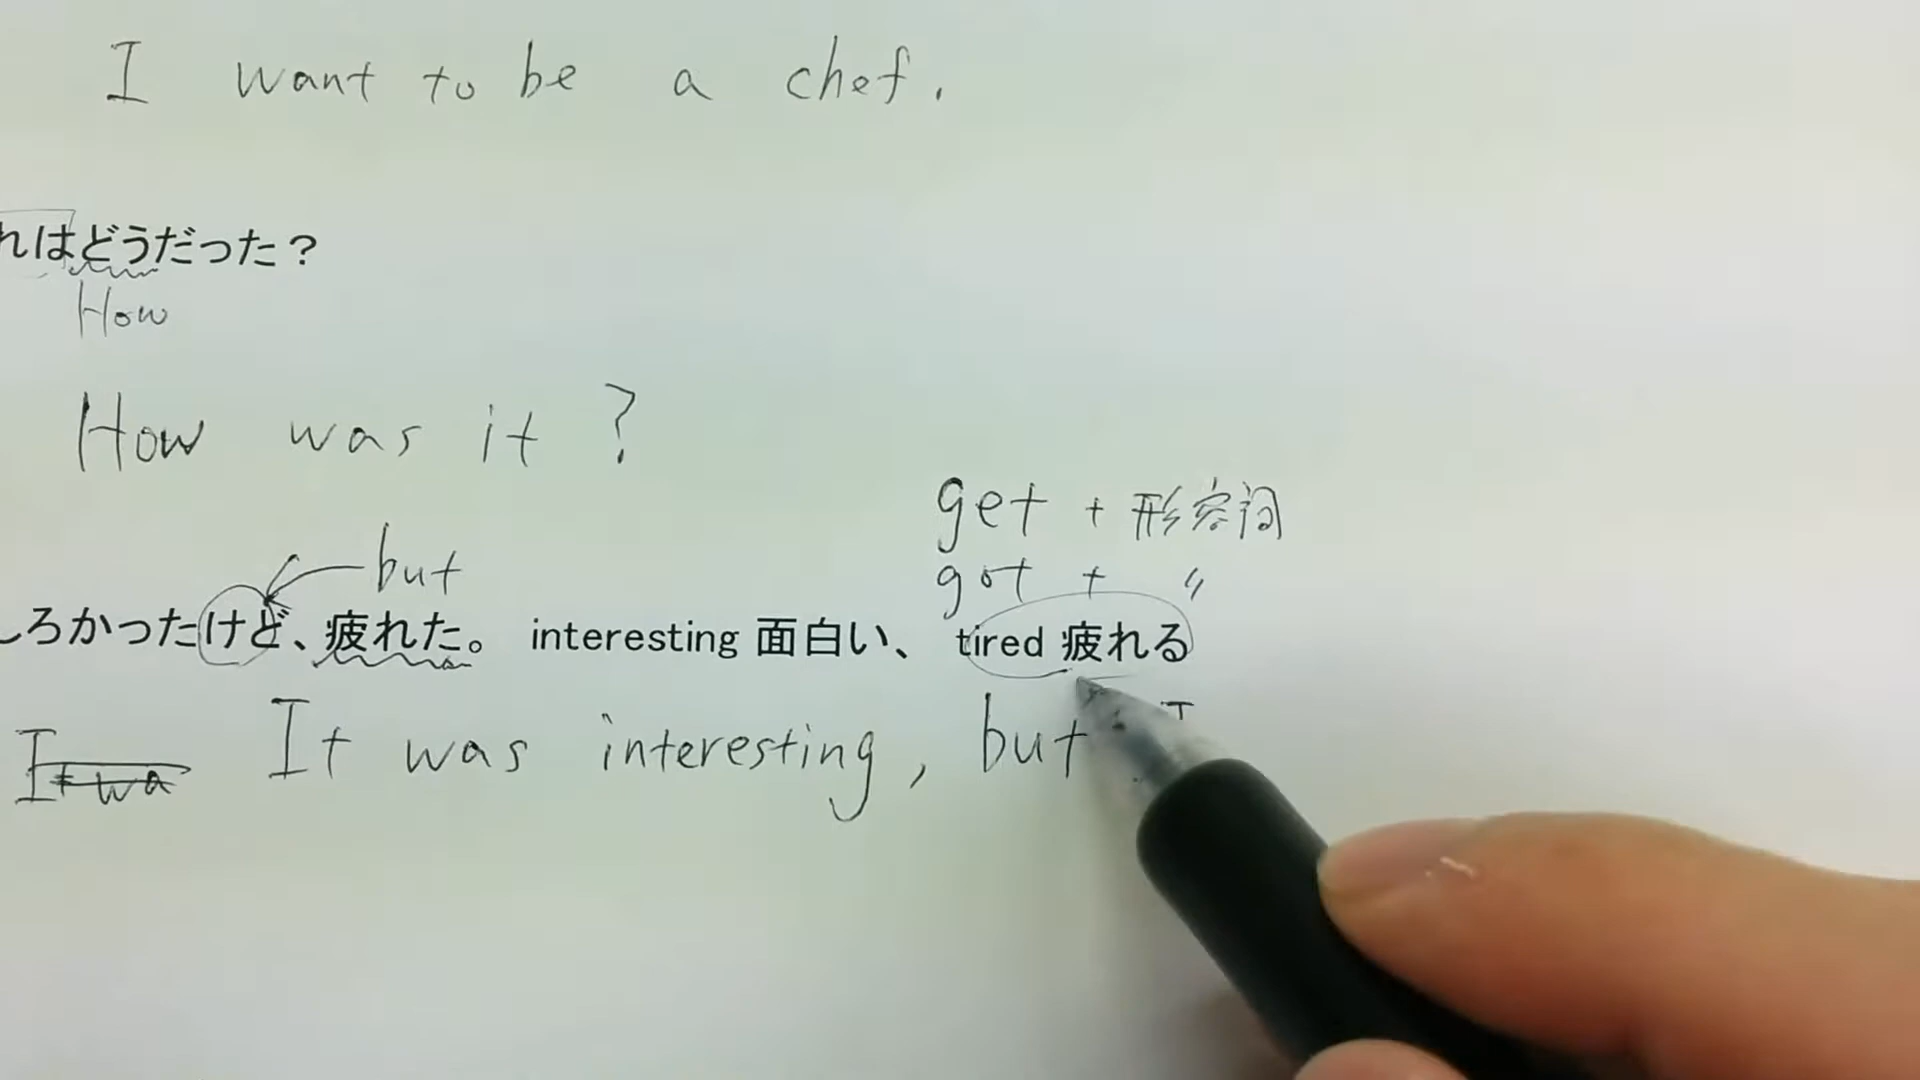 I want to be a chef.
れはどうだった？
How
How was it ?
get + 形容詞
but
got + 〃
しろかったけど、疲れた。 interesting 面白い、 tired 疲れる
It wa It was interesting, but I